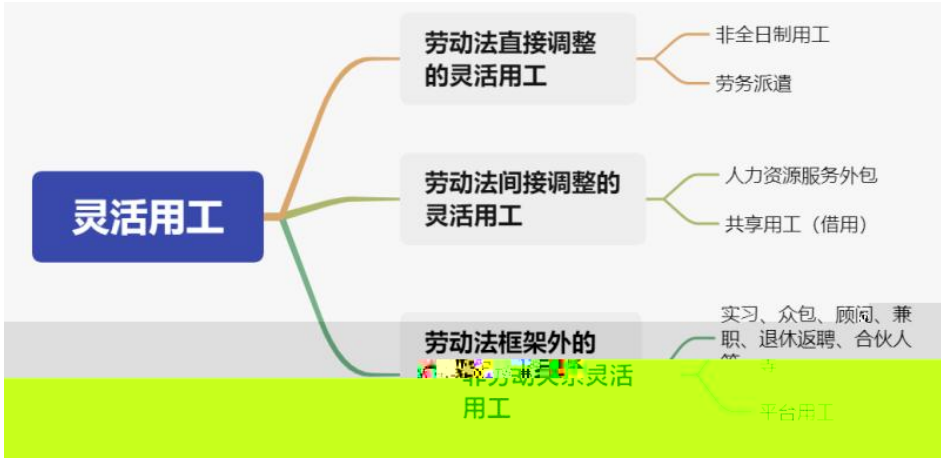 灵活用工
劳动法直接调整
的灵活用工
非全日制用工
劳务派遣
劳动法间接调整的
灵活用工
人力资源服务外包
共享用工（借用）
劳动法框架外的
非劳动关系灵活
用工
实习、众包、顾问、兼
职、退休返聘、合伙人
等
平台用工